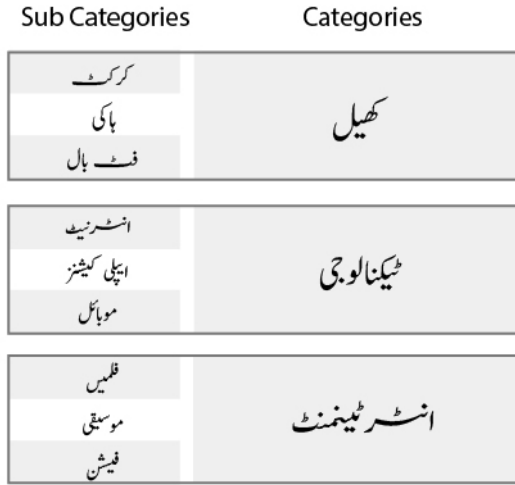 Sub Categories Categories
کرکٹ
ہاکی
فٹ بال
کھیل
انٹرنیٹ
ایپلی کیشنز
موبائل
ٹیکنالوجی
فلمیں
موسیقی
فیشن
انٹرٹینمنٹ